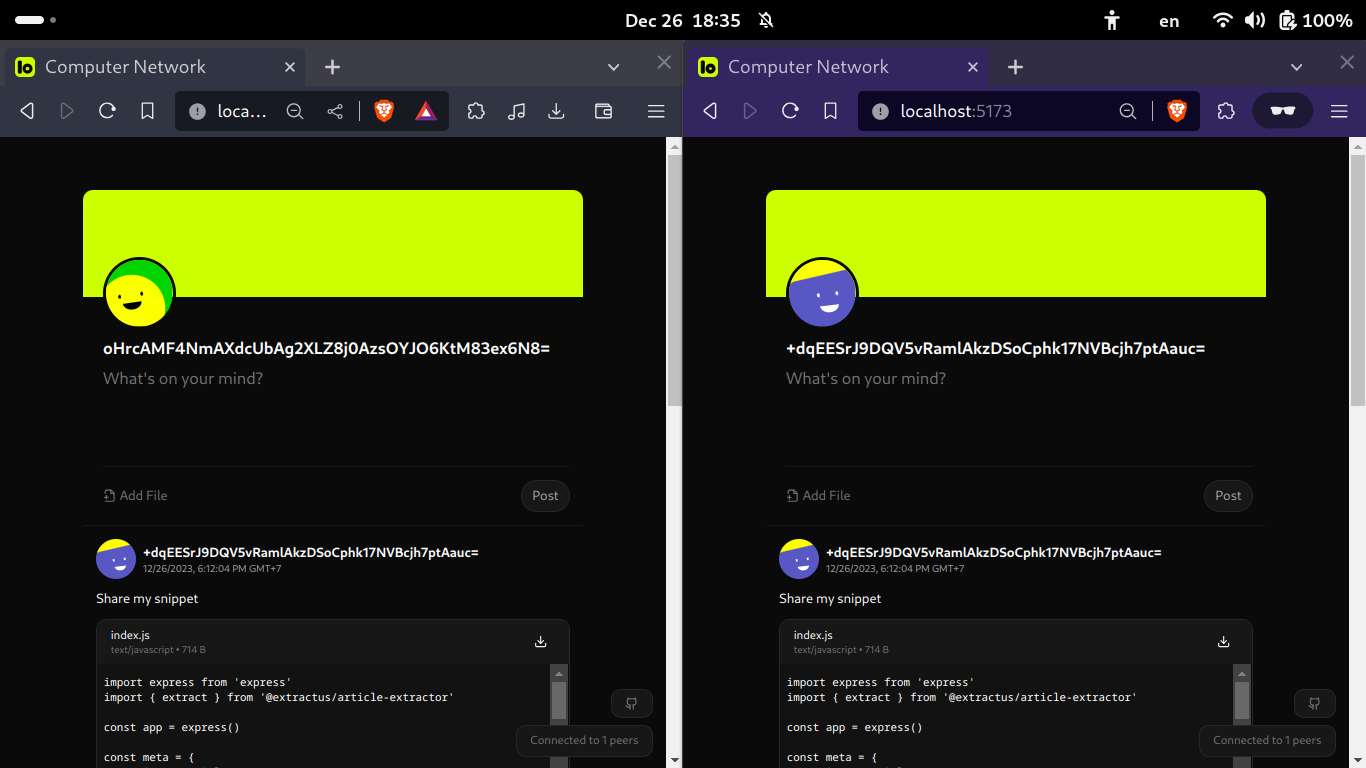 Dec 26 18:35
en
100%
Computer Network
loca...
What's on your mind?
Add File
Post
oHrcAMF4NmAXdcUbAg2XLZ8j0AzsOYJO6KtM83ex6N8=
+dqEESrJ9DQV5vRamlAkzDSoCphk17NVBcjh7ptAauc=
12/26/2023, 6:12:04 PM GMT+7
Share my snippet
index.js
text/javascript • 714 B
import express from 'express'
import { extract } from '@extractus/article-extractor'
const app = express()
const meta = {
Connected to 1 peers
Computer Network
localhost:5173
+dqEESrJ9DQV5vRamlAkzDSoCphk17NVBcjh7ptAauc=
What's on your mind?
Add File
Post
+dqEESrJ9DQV5vRamlAkzDSoCphk17NVBcjh7ptAauc=
12/26/2023, 6:12:04 PM GMT+7
Share my snippet
index.js
text/javascript • 714 B
import express from 'express'
import { extract } from '@extractus/article-extractor'
const app = express()
const meta = {
Connected to 1 peers